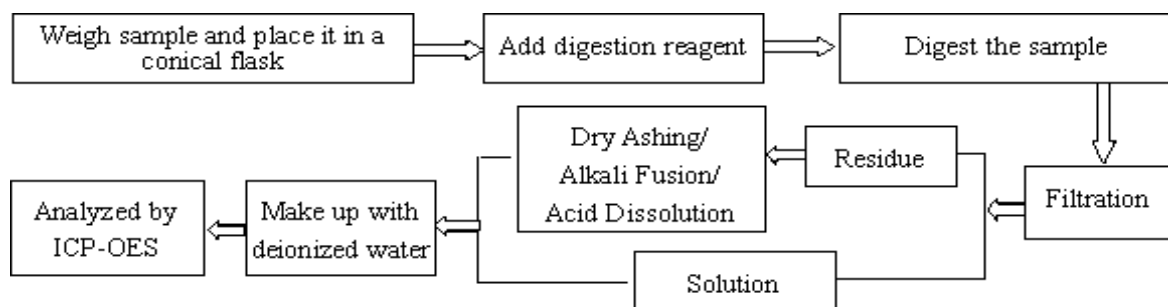 Weigh sample and place it in a
conical flask
Add digestion reagent
Digest the sample
Filtration
Residue
Dry Ashing/
Alkali Fusion/
Acid Dissolution
Solution
Make up with
deionized water
Analyzed by
ICP-OES